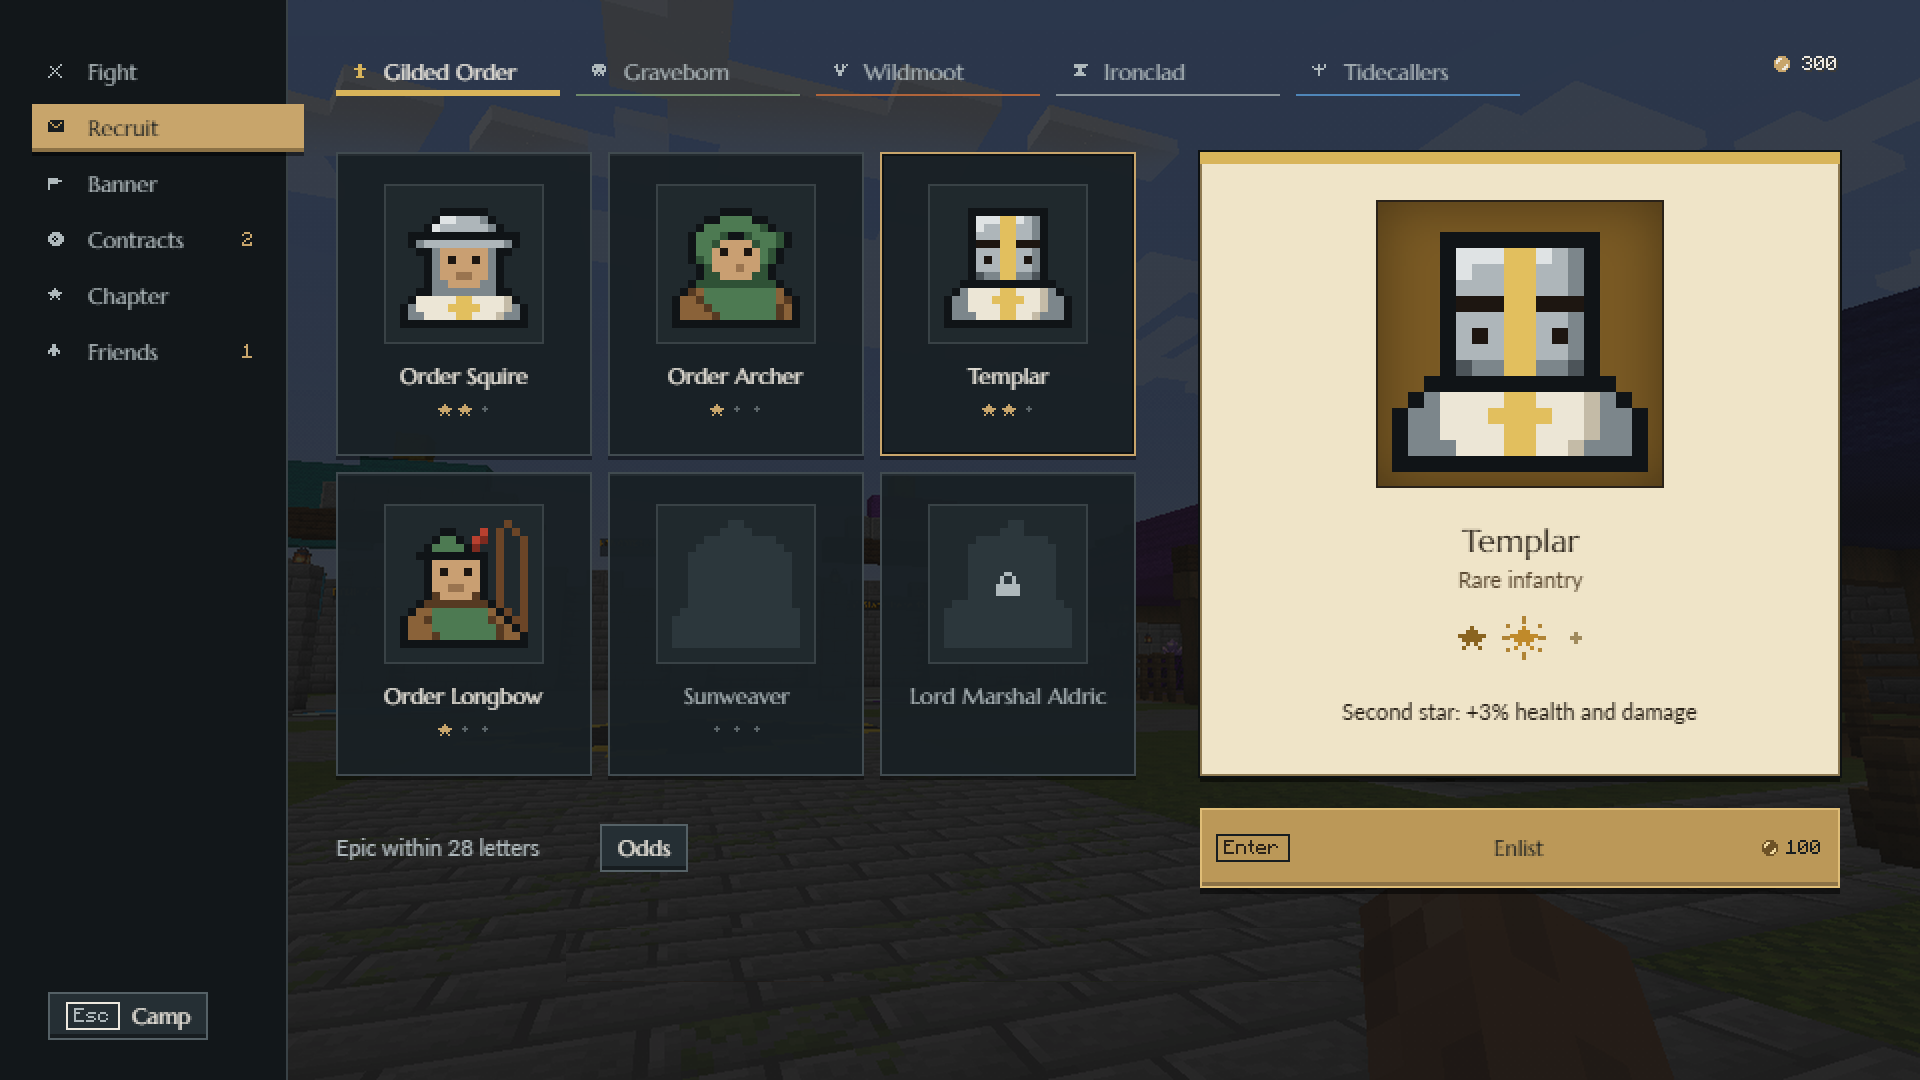 Fight
Recruit
Banner
Contracts 2
Chapter
Friends 1
Esc Camp
Gilded Order Graveborn Wildmoot Ironclad Tidecallers
300
Order Squire Order Archer Templar
Order Longbow Sunweaver Lord Marshal Aldric
Epic within 28 letters Odds
Templar
Rare infantry
Second star: +3% health and damage
Enter Enlist 100